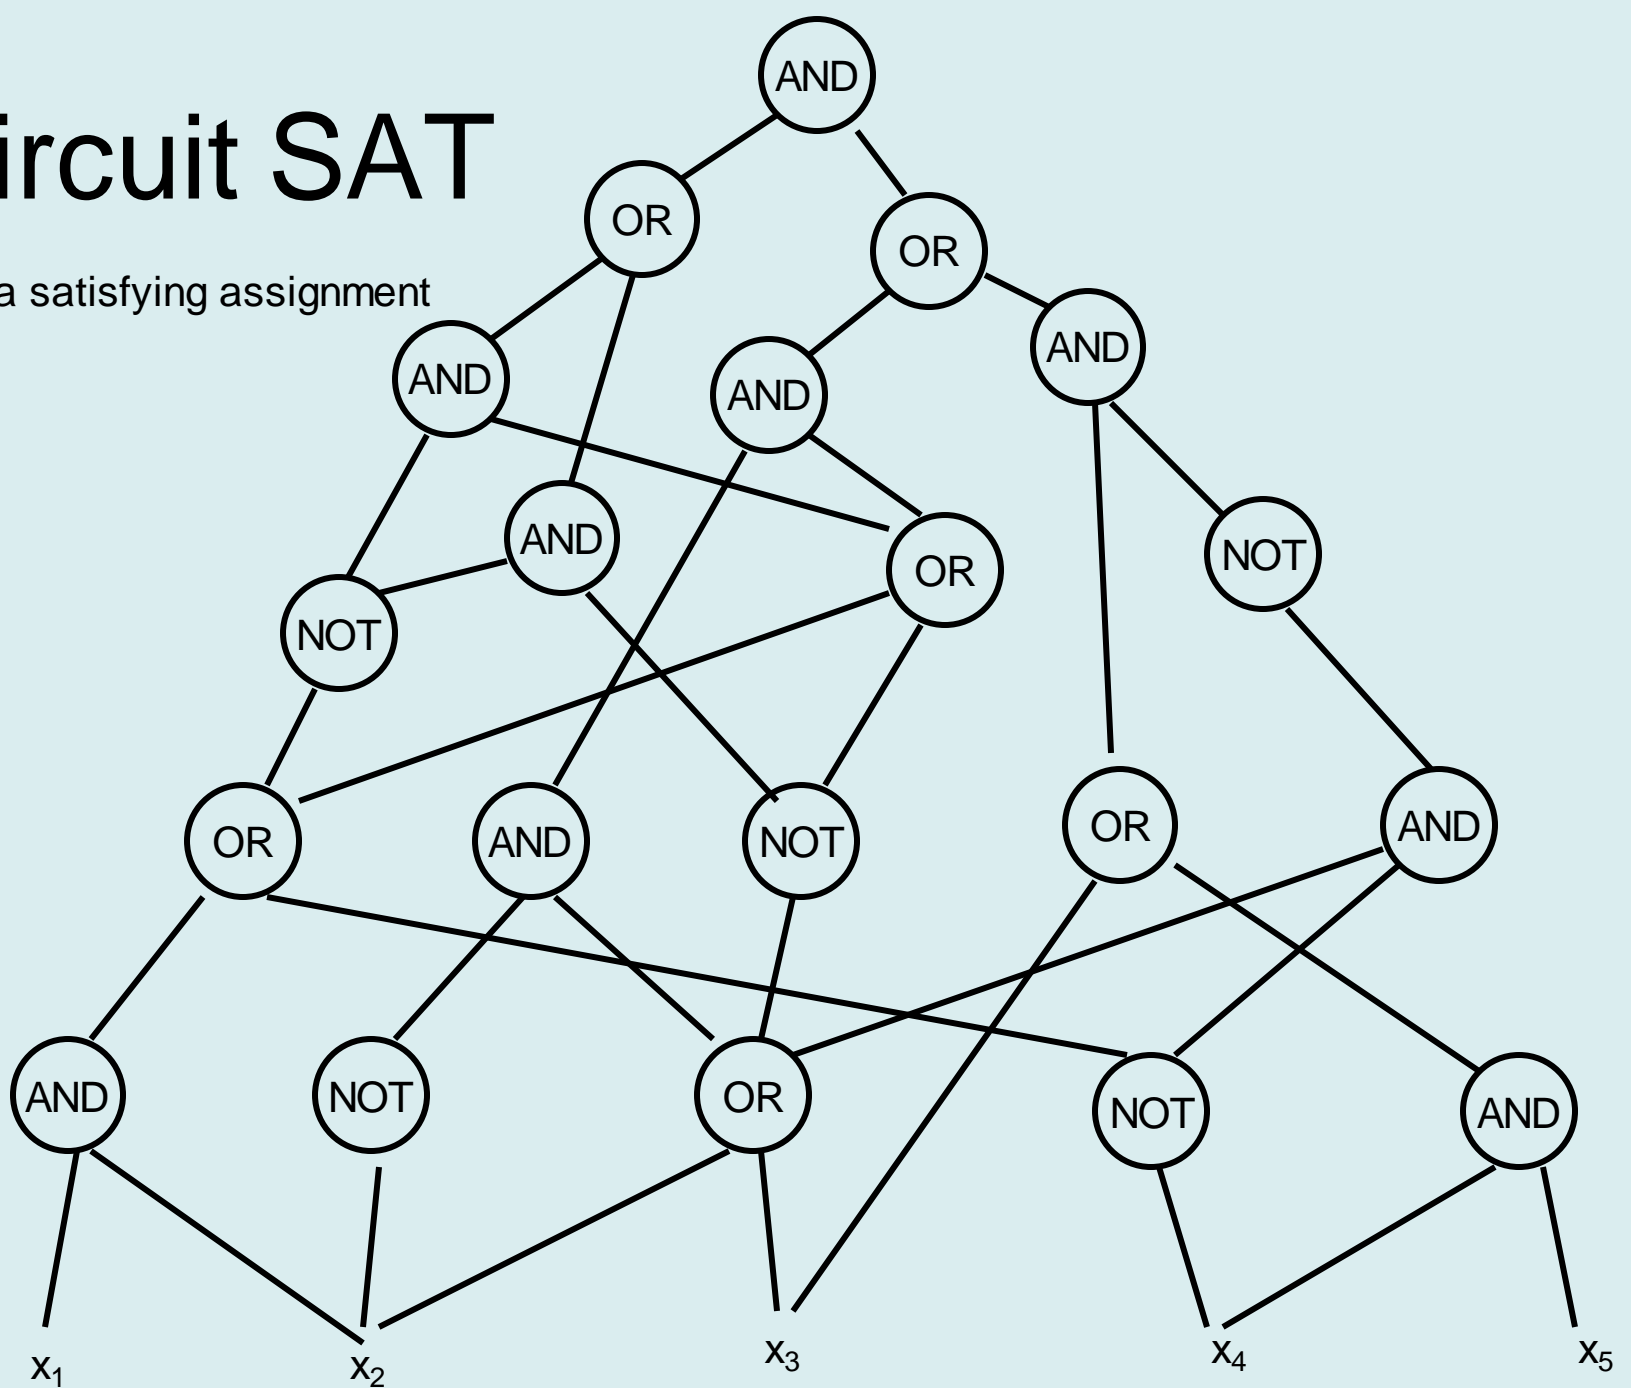 AND
ircuit SAT
OR
OR
a satisfying assignment
AND
AND
AND
AND
OR
NOT
NOT
OR
AND
NOT
OR
AND
AND
NOT
OR
NOT
AND
x₁
x₂
x₃
x₄
x₅